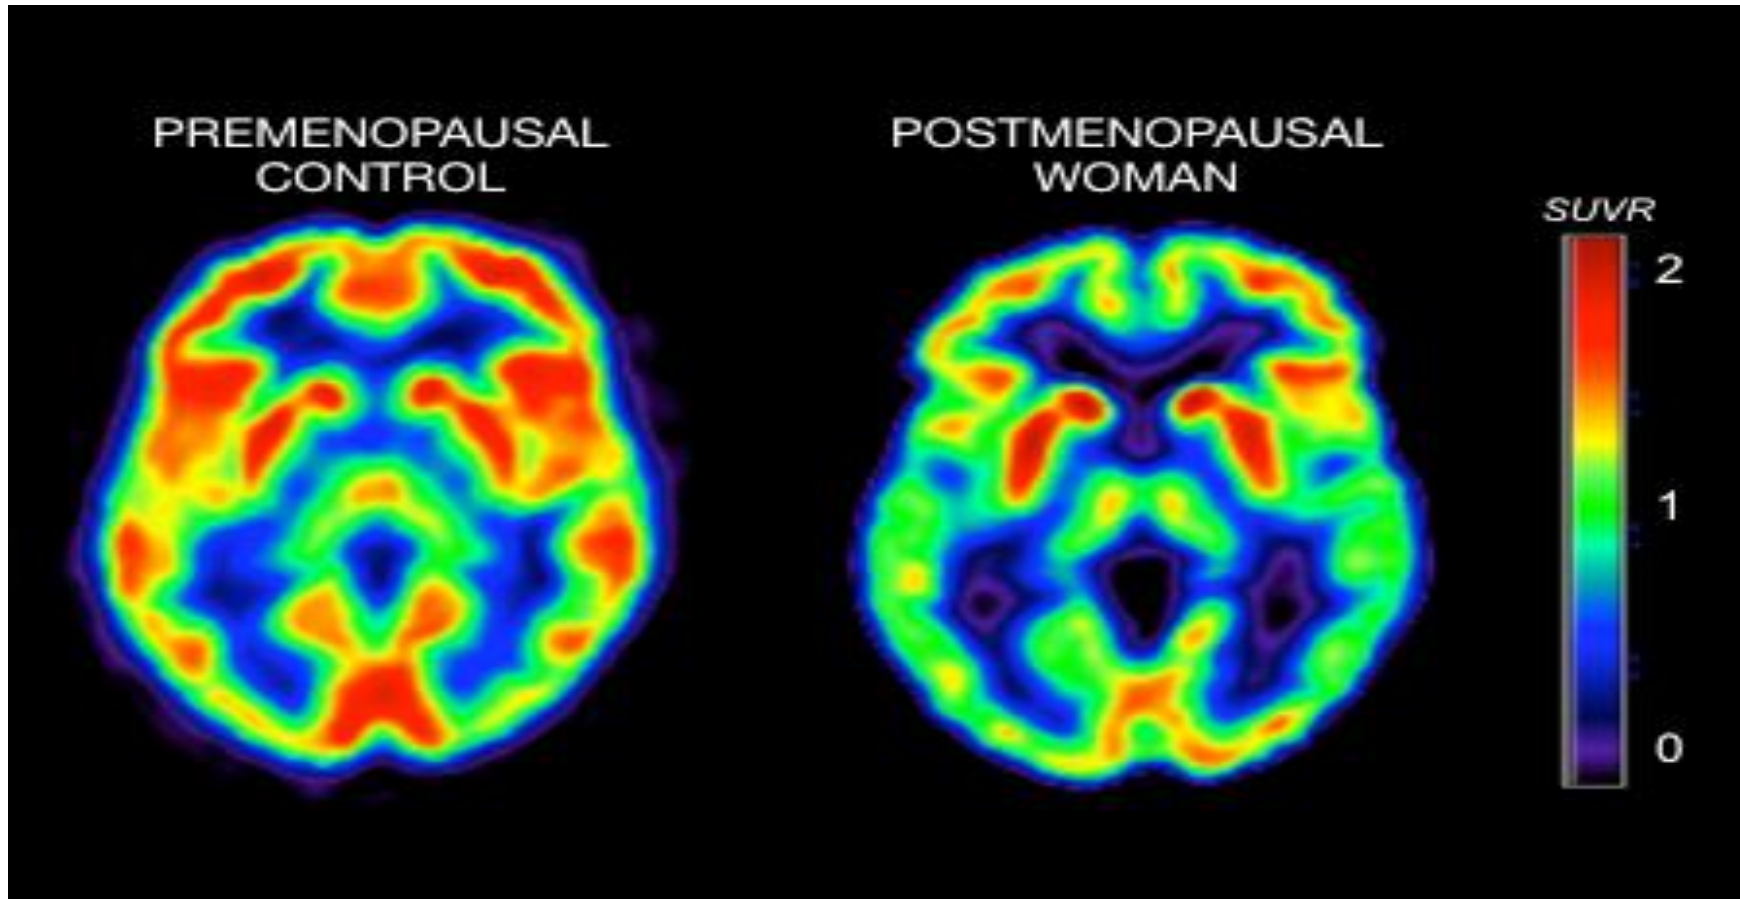 PREMENOPAUSAL
CONTROL
POSTMENOPAUSAL
WOMAN
SUVR
2
1
0